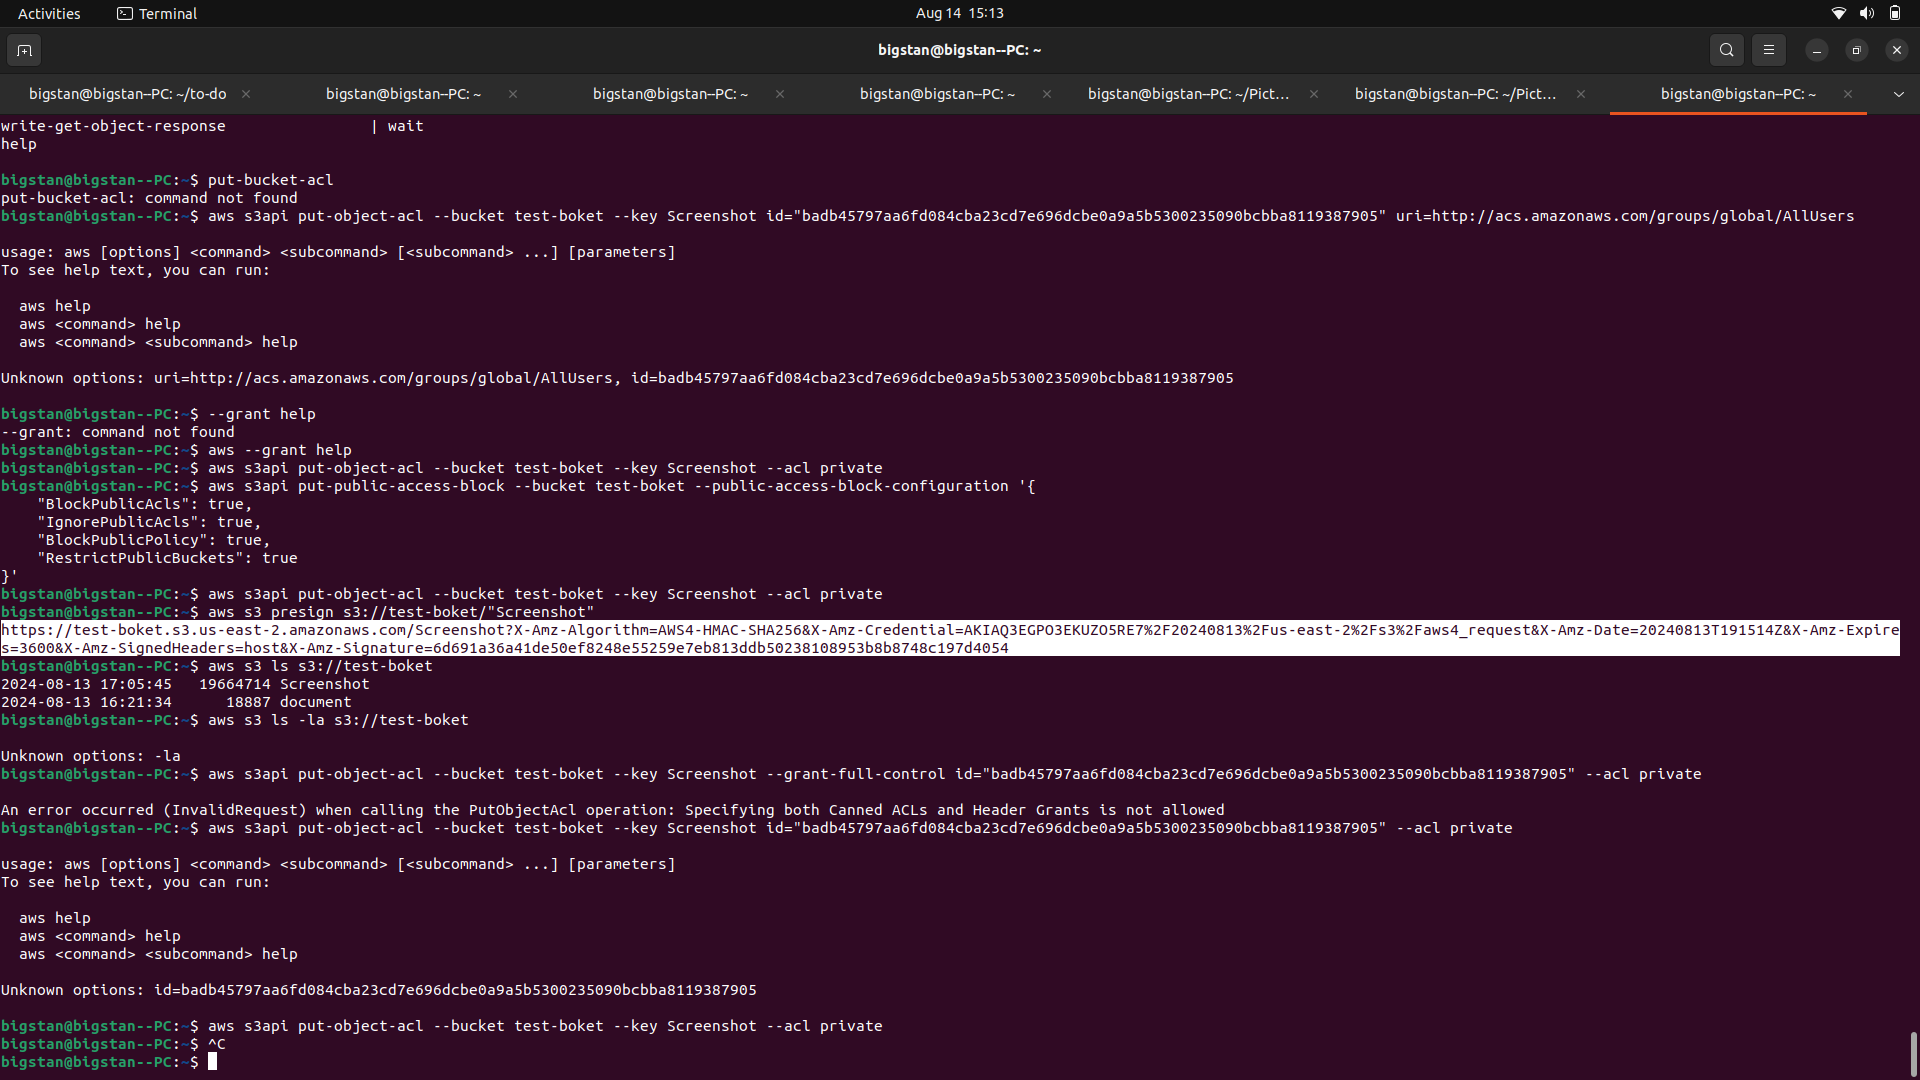 Activities Terminal Aug 14 15:13
bigstan@bigstan--PC: ~
bigstan@bigstan--PC: ~/to-do × bigstan@bigstan--PC: ~ × bigstan@bigstan--PC: ~ × bigstan@bigstan--PC: ~ × bigstan@bigstan--PC: ~/Pict... × bigstan@bigstan--PC: ~/Pict... × bigstan@bigstan--PC: ~ ×
write-get-object-response                | wait
help
bigstan@bigstan--PC:~$ put-bucket-acl
put-bucket-acl: command not found
bigstan@bigstan--PC:~$ aws s3api put-object-acl --bucket test-boket --key Screenshot id="badb45797aa6fd084cba23cd7e696dcbe0a9a5b5300235090bcbba8119387905" uri=http://acs.amazonaws.com/groups/global/AllUsers
usage: aws [options] <command> <subcommand> [<subcommand> ...] [parameters]
To see help text, you can run:
  aws help
  aws <command> help
  aws <command> <subcommand> help
Unknown options: uri=http://acs.amazonaws.com/groups/global/AllUsers, id=badb45797aa6fd084cba23cd7e696dcbe0a9a5b5300235090bcbba8119387905
bigstan@bigstan--PC:~$ --grant help
--grant: command not found
bigstan@bigstan--PC:~$ aws --grant help
bigstan@bigstan--PC:~$ aws s3api put-object-acl --bucket test-boket --key Screenshot --acl private
bigstan@bigstan--PC:~$ aws s3api put-public-access-block --bucket test-boket --public-access-block-configuration '{
    "BlockPublicAcls": true,
    "IgnorePublicAcls": true,
    "BlockPublicPolicy": true,
    "RestrictPublicBuckets": true
}'
bigstan@bigstan--PC:~$ aws s3api put-object-acl --bucket test-boket --key Screenshot --acl private
bigstan@bigstan--PC:~$ aws s3 presign s3://test-boket/"Screenshot"
https://test-boket.s3.us-east-2.amazonaws.com/Screenshot?X-Amz-Algorithm=AWS4-HMAC-SHA256&X-Amz-Credential=AKIAQ3EGPO3EKUZO5RE7%2F20240813%2Fus-east-2%2Fs3%2Faws4_request&X-Amz-Date=20240813T191514Z&X-Amz-Expire
s=3600&X-Amz-SignedHeaders=host&X-Amz-Signature=6d691a36a41de50ef8248e55259e7eb813ddb50238108953b8b8748c197d4054
bigstan@bigstan--PC:~$ aws s3 ls s3://test-boket
2024-08-13 17:05:45   19664714 Screenshot
2024-08-13 16:21:34      18887 document
bigstan@bigstan--PC:~$ aws s3 ls -la s3://test-boket
Unknown options: -la
bigstan@bigstan--PC:~$ aws s3api put-object-acl --bucket test-boket --key Screenshot --grant-full-control id="badb45797aa6fd084cba23cd7e696dcbe0a9a5b5300235090bcbba8119387905" --acl private
An error occurred (InvalidRequest) when calling the PutObjectAcl operation: Specifying both Canned ACLs and Header Grants is not allowed
bigstan@bigstan--PC:~$ aws s3api put-object-acl --bucket test-boket --key Screenshot id="badb45797aa6fd084cba23cd7e696dcbe0a9a5b5300235090bcbba8119387905" --acl private
usage: aws [options] <command> <subcommand> [<subcommand> ...] [parameters]
To see help text, you can run:
  aws help
  aws <command> help
  aws <command> <subcommand> help
Unknown options: id=badb45797aa6fd084cba23cd7e696dcbe0a9a5b5300235090bcbba8119387905
bigstan@bigstan--PC:~$ aws s3api put-object-acl --bucket test-boket --key Screenshot --acl private
bigstan@bigstan--PC:~$ ^C
bigstan@bigstan--PC:~$